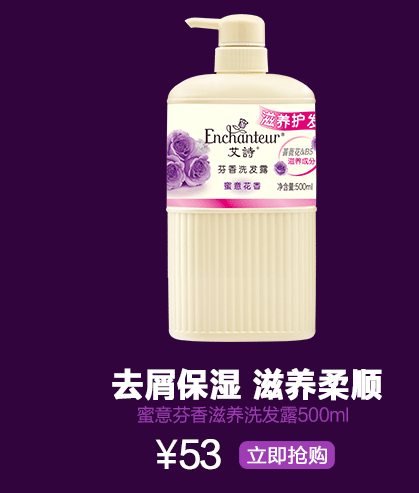 滋养护发
Enchanteur®
艾詩®
芬香洗发露
蜜意花香
蔷薇花&B5
滋养成分
净含量:500ml
去屑保湿 滋养柔顺
蜜意芬香滋养洗发露500ml
¥53 立即抢购